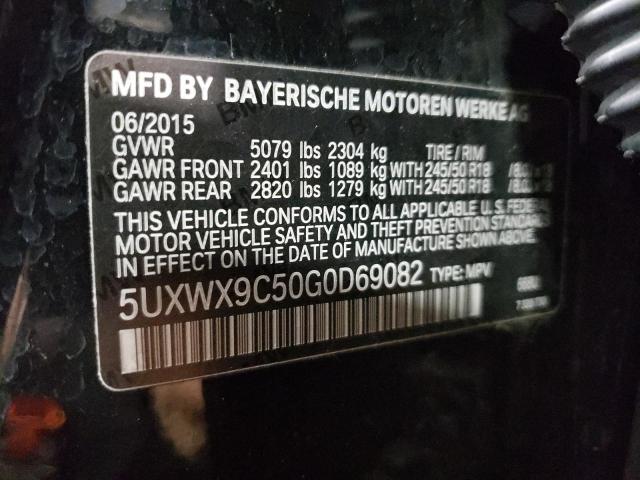 MFD BY BAYERISCHE MOTOREN WERKE AG
06/2015
GVWR 5079 lbs 2304 kg TIRE / RIM
GAWR FRONT 2401 lbs 1089 kg WITH 245/50 R18
GAWR REAR 2820 lbs 1279 kg WITH 245/50 R18
THIS VEHICLE CONFORMS TO ALL APPLICABLE U. S. FEDERAL
MOTOR VEHICLE SAFETY AND THEFT PREVENTION STANDARDS
IN EFFECT ON THE DATE OF MANUFACTURE SHOWN ABOVE.
5UXWX9C50G0D69082 TYPE: MPV